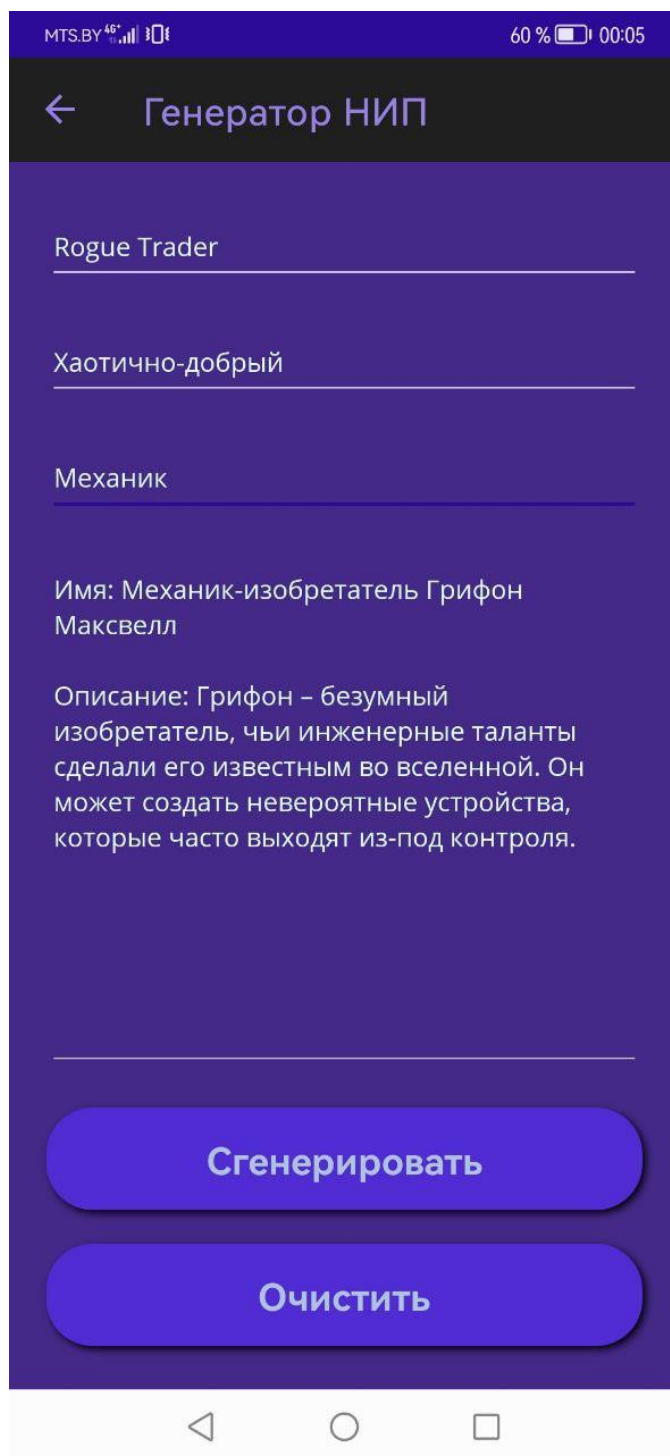 MTS.BY 4G+ 60 % 00:05
Генератор НИП
Rogue Trader
Хаотично-добрый
Механик
Имя: Механик-изобретатель Грифон
Максвелл
Описание: Грифон – безумный
изобретатель, чьи инженерные таланты
сделали его известным во вселенной. Он
может создать невероятные устройства,
которые часто выходят из-под контроля.
Сгенерировать
Очистить